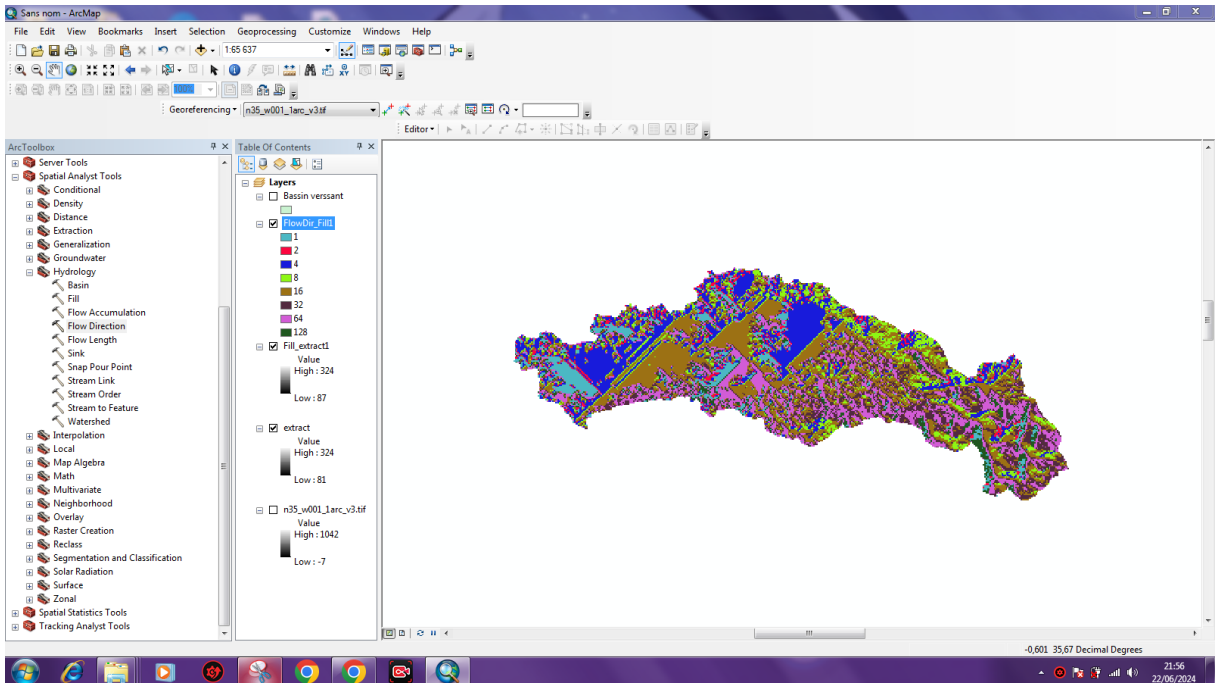 Sans nom - ArcMap
File Edit View Bookmarks Insert Selection Geoprocessing Customize Windows Help
1:65 637
100%
Georeferencing n35_w001_1arc_v3.tif
Editor
ArcToolbox
Server Tools
Spatial Analyst Tools
Conditional
Density
Distance
Extraction
Generalization
Groundwater
Hydrology
Basin
Fill
Flow Accumulation
Flow Direction
Flow Length
Sink
Snap Pour Point
Stream Link
Stream Order
Stream to Feature
Watershed
Interpolation
Local
Map Algebra
Math
Multivariate
Neighborhood
Overlay
Raster Creation
Reclass
Segmentation and Classification
Solar Radiation
Surface
Zonal
Spatial Statistics Tools
Tracking Analyst Tools
Table Of Contents
Layers
Bassin verssant
FlowDir_Fill1
1
2
4
8
16
32
64
128
Fill_extract1
Value
High : 324
Low : 87
extract
Value
High : 324
Low : 81
n35_w001_1arc_v3.tif
Value
High : 1042
Low : -7
-0,601 35,67 Decimal Degrees
21:56
22/06/2024